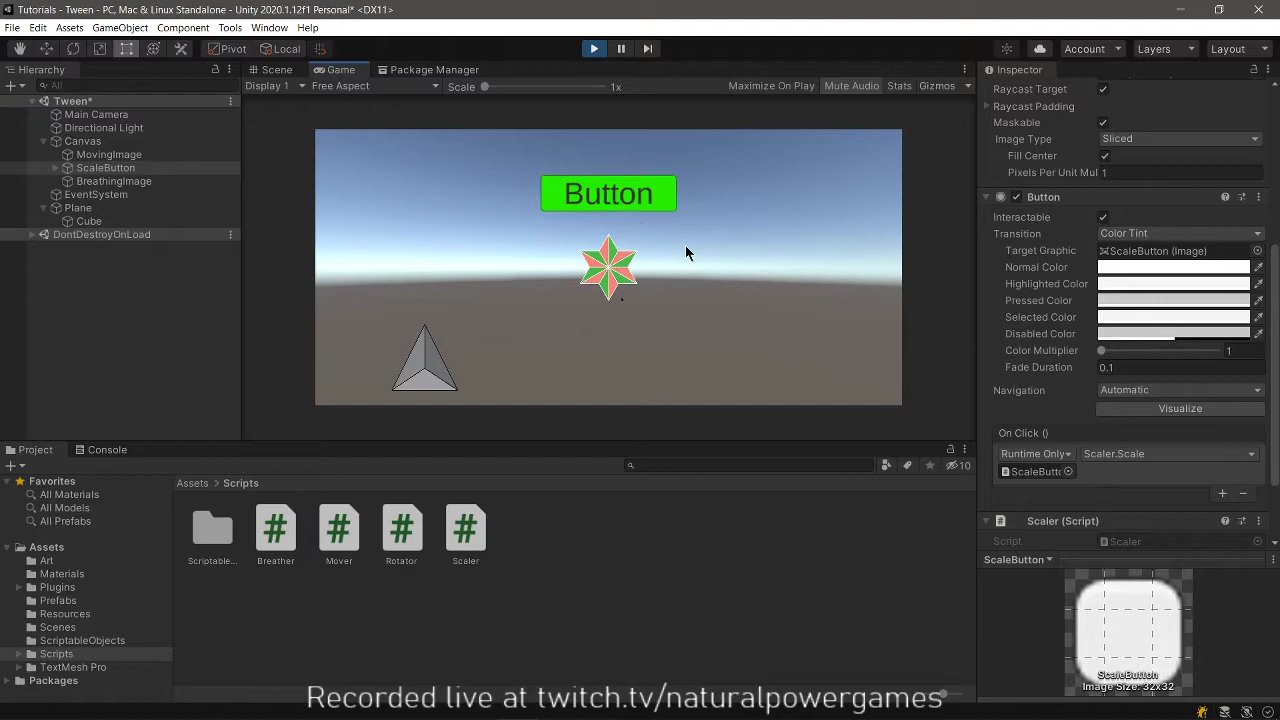 Tutorials - Tween - PC, Mac & Linux Standalone - Unity 2020.1.12f1 Personal* <DX11>
File Edit Assets GameObject Component Tools Window Help
Pivot Local Account Layers Layout
Hierarchy
All
Tween*
Main Camera
Directional Light
Canvas
MovingImage
ScaleButton
BreathingImage
EventSystem
Plane
Cube
DontDestroyOnLoad
Scene Game Package Manager
Display 1 Free Aspect Scale 1x Maximize On Play Mute Audio Stats Gizmos
Button
Inspector
Raycast Target
Raycast Padding
Maskable
Image Type Sliced
Fill Center
Pixels Per Unit Mul 1
Button
Interactable
Transition Color Tint
Target Graphic ScaleButton (Image)
Normal Color
Highlighted Color
Pressed Color
Selected Color
Disabled Color
Color Multiplier 1
Fade Duration 0.1
Navigation Automatic
Visualize
On Click ()
Runtime Only Scaler.Scale
ScaleButto
Scaler (Script)
Script Scaler
ScaleButton
ScaleButton
Image Size: 32x32
Project Console
10
Favorites
All Materials
All Models
All Prefabs
Assets
Art
Materials
Plugins
Prefabs
Resources
Scenes
ScriptableObjects
Scripts
TextMesh Pro
Packages
Assets > Scripts
Scriptable... Breather Mover Rotator Scaler
Recorded live at twitch.tv/naturalpowergames